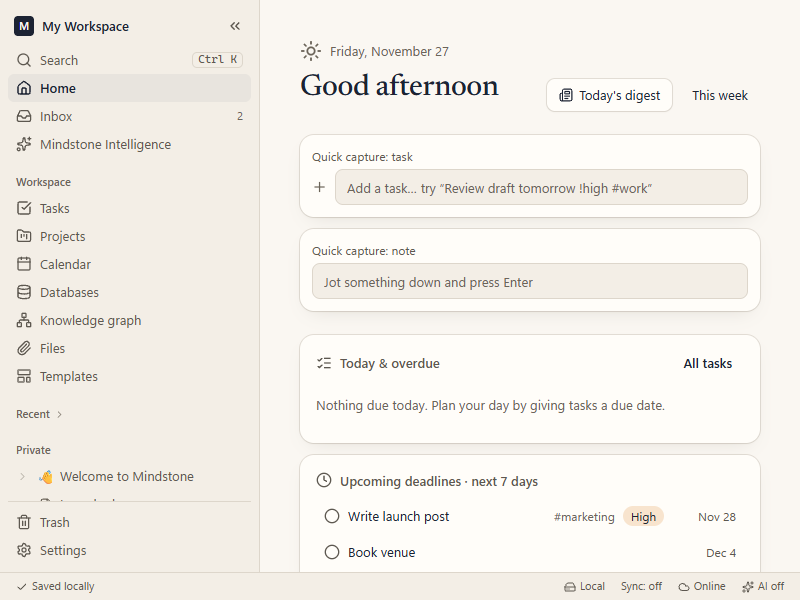 M My Workspace
Search Ctrl K
Home
Inbox 2
Mindstone Intelligence
Workspace
Tasks
Projects
Calendar
Databases
Knowledge graph
Files
Templates
Recent
Private
Welcome to Mindstone
Trash
Settings
Friday, November 27
Good afternoon
Today's digest
This week
Quick capture: task
Add a task... try “Review draft tomorrow !high #work”
Quick capture: note
Jot something down and press Enter
Today & overdue All tasks
Nothing due today. Plan your day by giving tasks a due date.
Upcoming deadlines · next 7 days
Write launch post #marketing High Nov 28
Book venue Dec 4
Saved locally Local Sync: off Online AI off